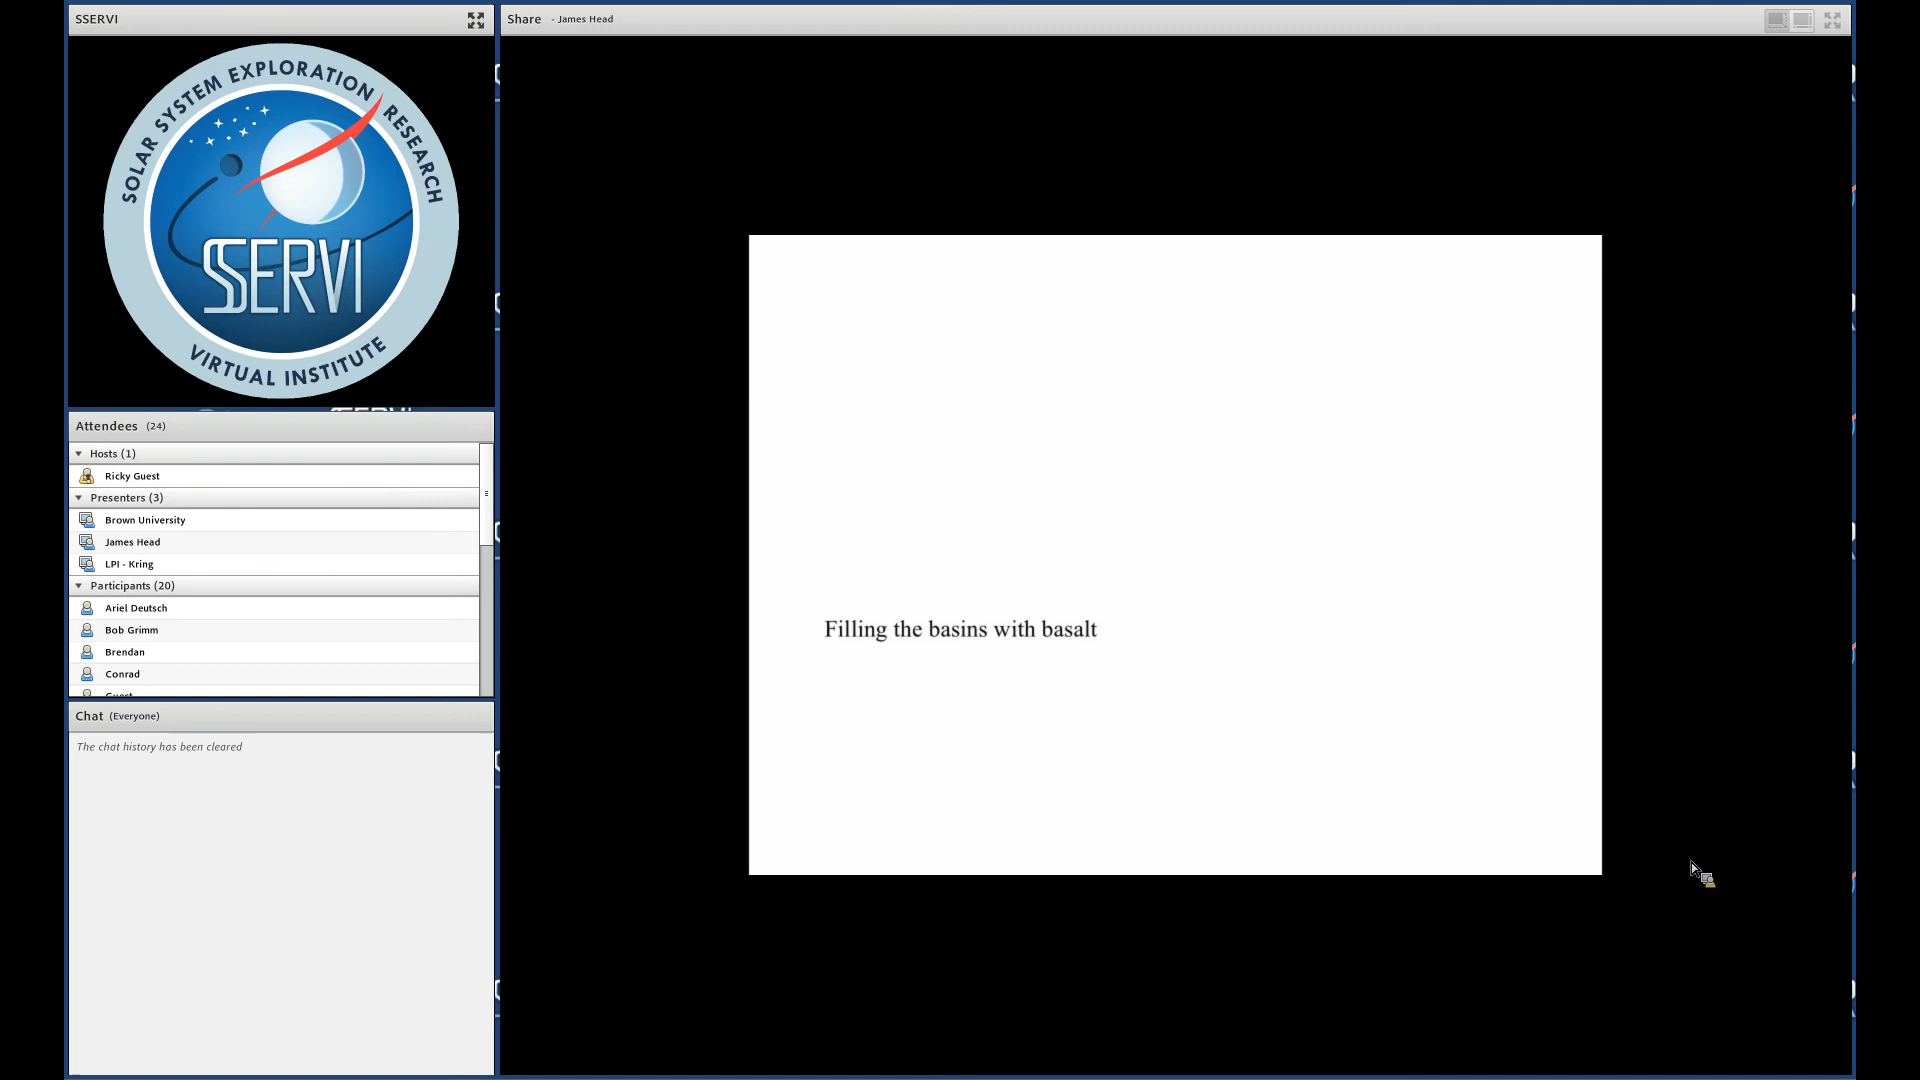 SSERVI
SOLAR SYSTEM EXPLORATION RESEARCH
SSERVI
VIRTUAL INSTITUTE
Attendees (24)
Hosts (1)
Ricky Guest
Presenters (3)
Brown University
James Head
LPI - Kring
Participants (20)
Ariel Deutsch
Bob Grimm
Brendan
Conrad
Guest
Chat (Everyone)
The chat history has been cleared
Share - James Head
Filling the basins with basalt